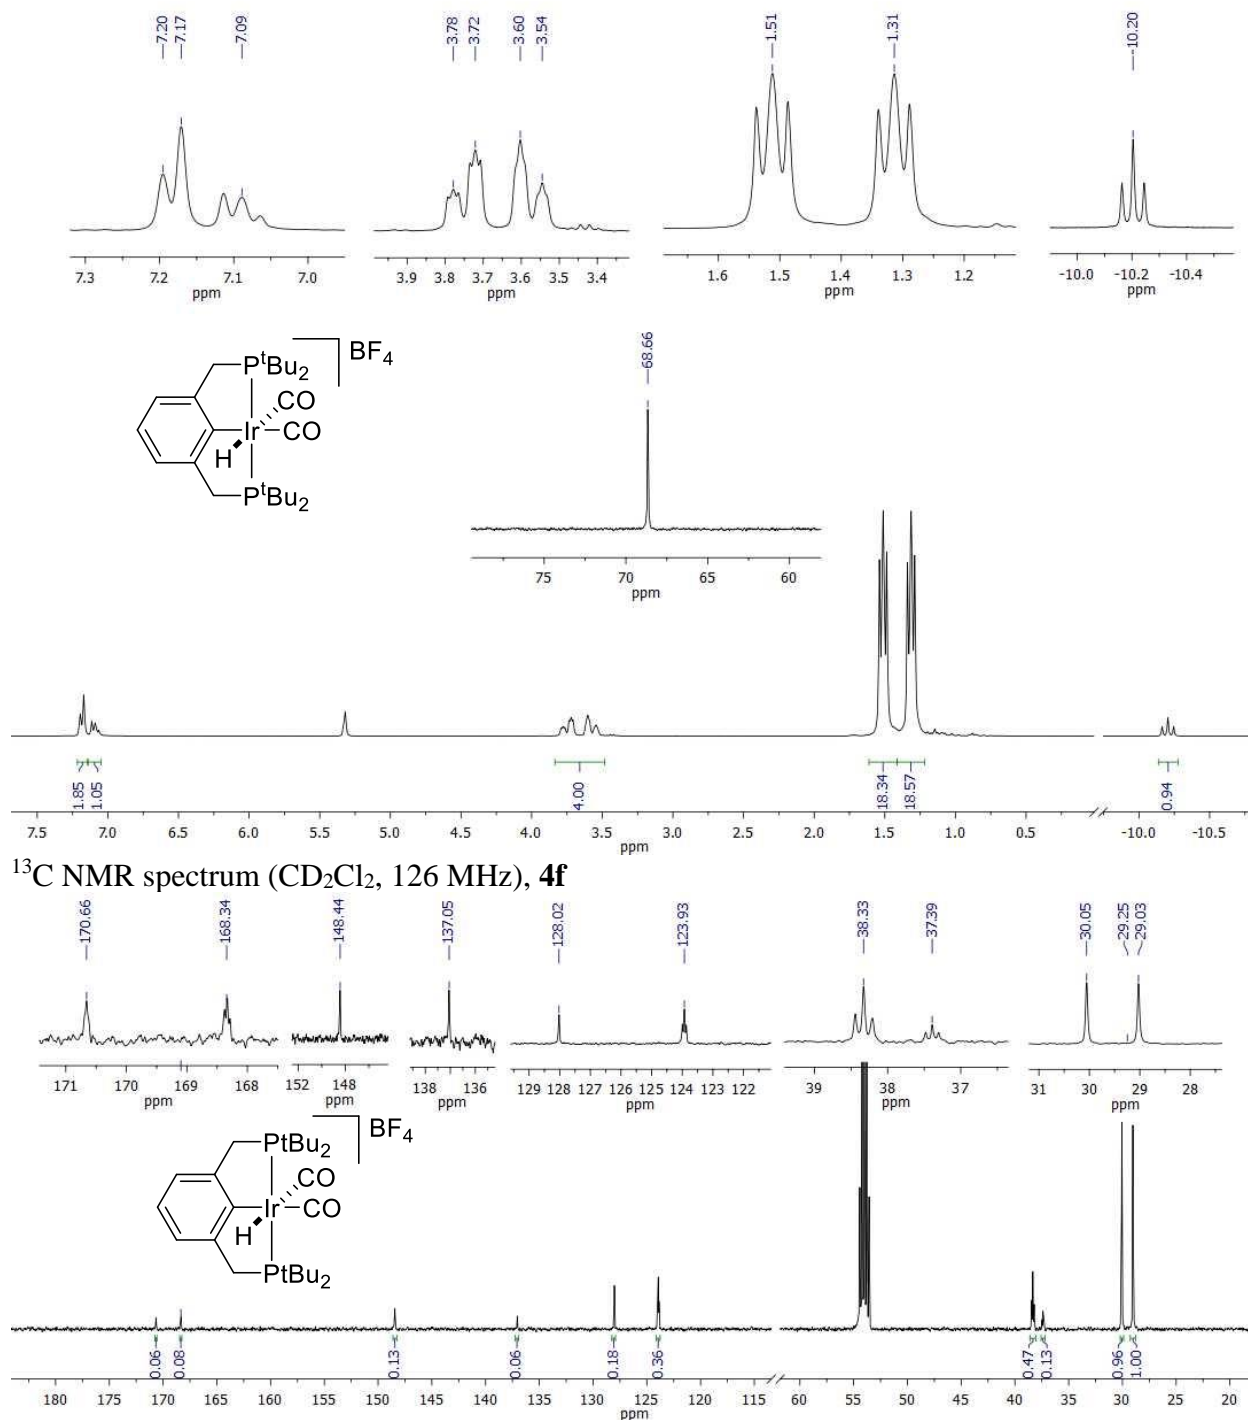 7.20 7.17 7.09 3.78 3.72 3.60 3.54 1.51 1.31 -10.20
7.3 7.2 7.1 7.0 3.9 3.8 3.7 3.6 3.5 3.4 1.6 1.5 1.4 1.3 1.2 -10.0 -10.2 -10.4
ppm ppm ppm ppm
68.66
PᵗBu₂ BF₄
CO
Ir CO
H
PᵗBu₂
75 70 65 60
ppm
1.85 1.05 4.00 18.34 18.57 0.94
7.5 7.0 6.5 6.0 5.5 5.0 4.5 4.0 3.5 3.0 2.5 2.0 1.5 1.0 0.5 -10.0 -10.5
ppm
¹³C NMR spectrum (CD₂Cl₂, 126 MHz), 4f
170.66 168.34 148.44 137.05 128.02 123.93 38.33 37.39 30.05 29.25 29.03
171 170 169 168 152 148 138 136 129 128 127 126 125 124 123 122 39 38 37 31 30 29 28
ppm ppm ppm ppm ppm ppm
PtBu₂ BF₄
CO
Ir CO
H
PtBu₂
0.06 0.08 0.13 0.06 0.18 0.36 0.47 0.13 0.96 1.00
180 175 170 165 160 155 150 145 140 135 130 125 120 115 60 55 50 45 40 35 30 25 20
ppm